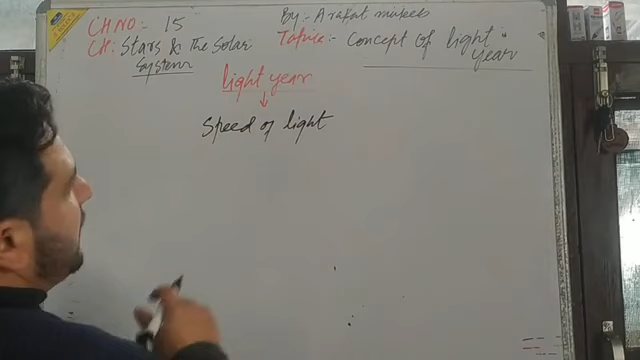 CH NO:- 15
By:- Arafat
CH: Stars & The Solar System
Topic:- Concept Of light year
light year
Speed of light